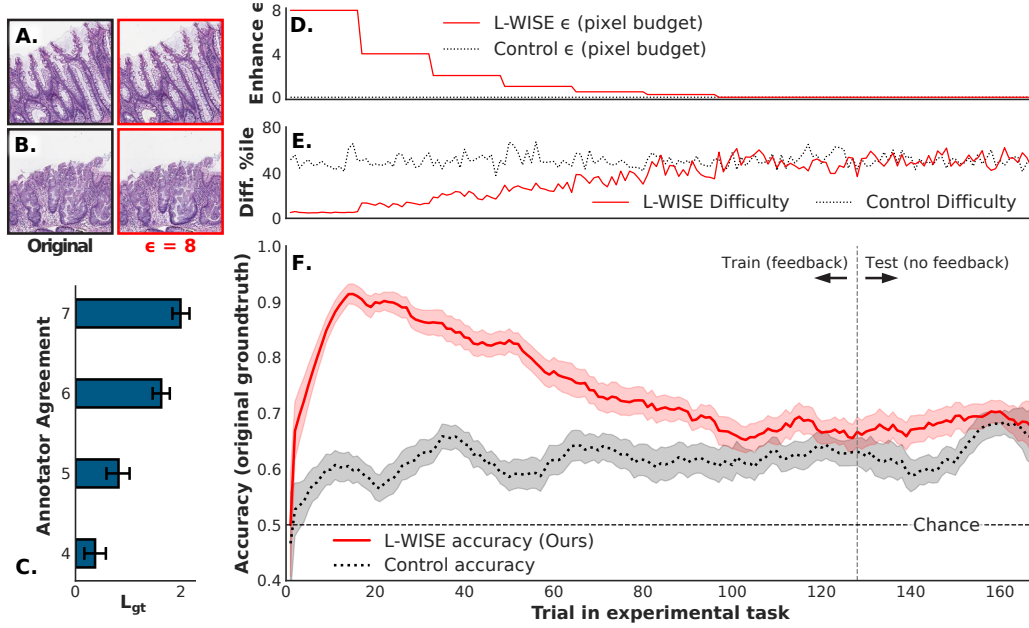 A.
B.
Original
ϵ = 8
D.
Enhance ϵ
8
4
0
L-WISE ϵ (pixel budget)
Control ϵ (pixel budget)
E.
Diff. %ile
80
40
0
L-WISE Difficulty
Control Difficulty
C.
Annotator Agreement
7
6
5
4
0
2
Lgt
F.
Accuracy (original groundtruth)
1.0
0.9
0.8
0.7
0.6
0.5
0.4
Train (feedback)
Test (no feedback)
Chance
L-WISE accuracy (Ours)
Control accuracy
0 20 40 60 80 100 120 140 160
Trial in experimental task